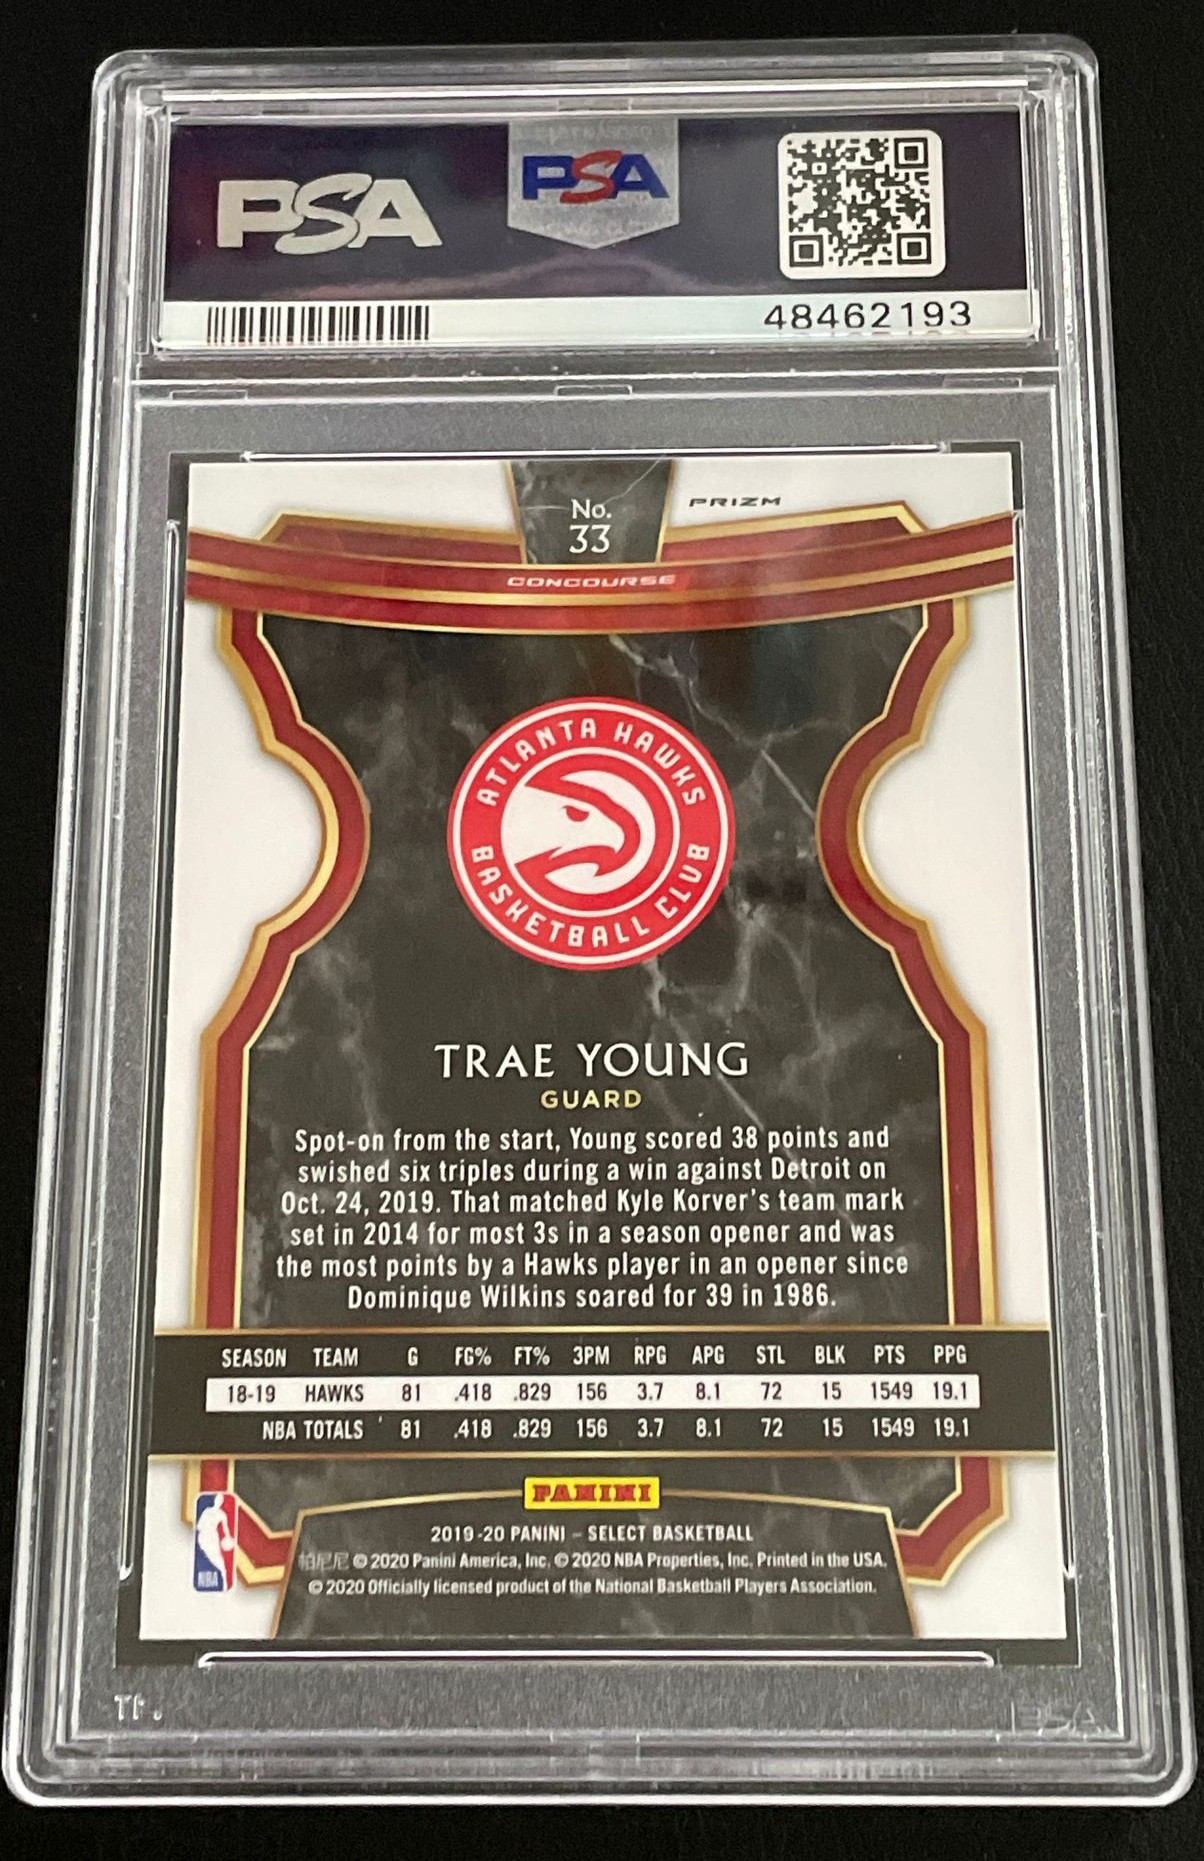 PSA
PSA
48462193
No.
33
PRIZM
CONCOURSE
ATLANTA HAWKS
BASKETBALL CLUB
TRAE YOUNG
GUARD
Spot-on from the start, Young scored 38 points and
swished six triples during a win against Detroit on
Oct. 24, 2019. That matched Kyle Korver's team mark
set in 2014 for most 3s in a season opener and was
the most points by a Hawks player in an opener since
Dominique Wilkins soared for 39 in 1986.
SEASON TEAM G FG% FT% 3PM RPG APG STL BLK PTS PPG
18-19 HAWKS 81 .418 .829 156 3.7 8.1 72 15 1549 19.1
NBA TOTALS 81 .418 .829 156 3.7 8.1 72 15 1549 19.1
PANINI
2019-20 PANINI – SELECT BASKETBALL
帕尼尼 © 2020 Panini America, Inc. © 2020 NBA Properties, Inc. Printed in the USA.
© 2020 Officially licensed product of the National Basketball Players Association.
NBA
PSA